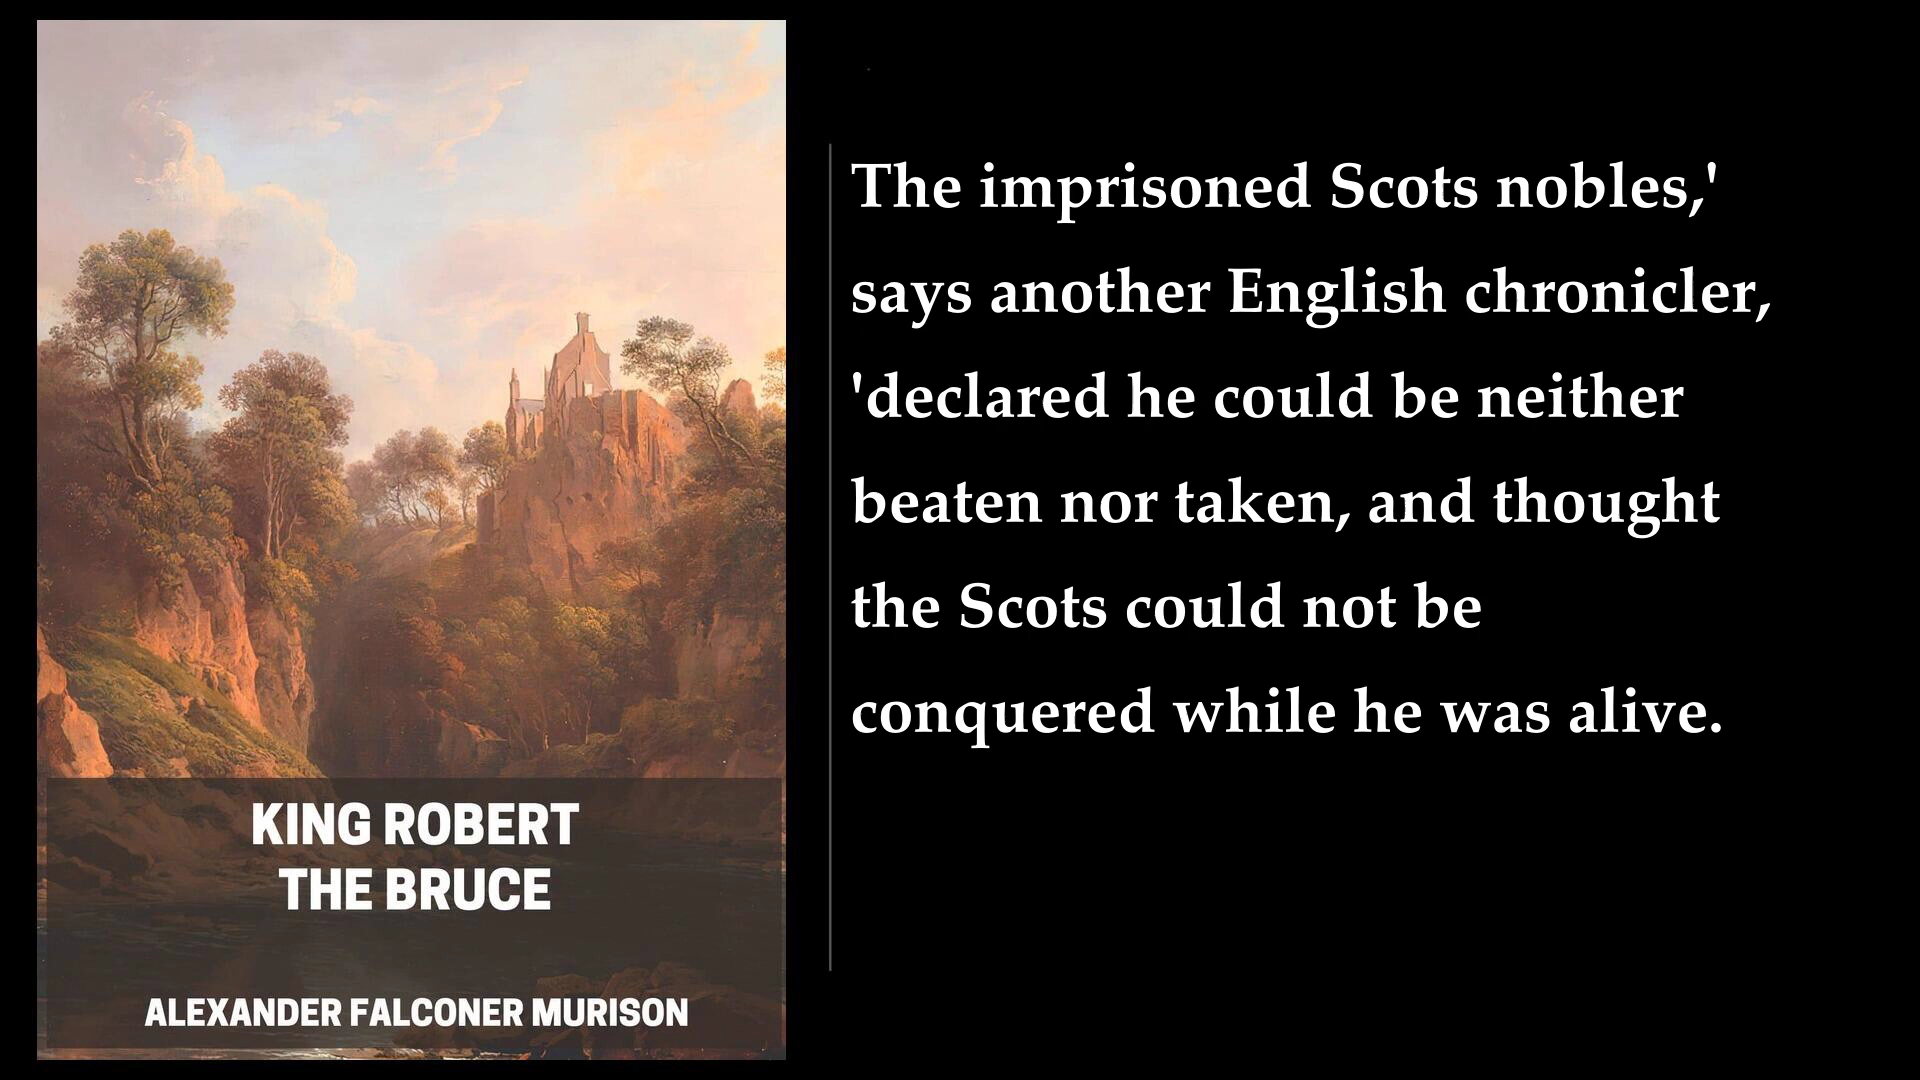 The imprisoned Scots nobles,'
says another English chronicler,
'declared he could be neither
beaten nor taken, and thought
the Scots could not be
conquered while he was alive.
KING ROBERT
THE BRUCE
ALEXANDER FALCONER MURISON